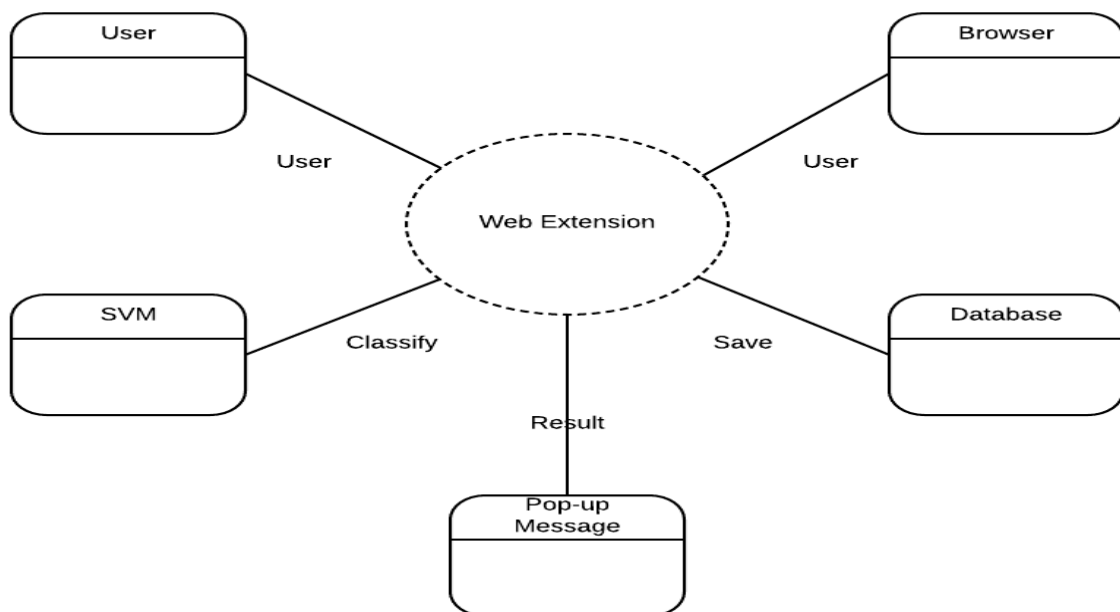 User
Browser
User
User
Web Extension
SVM
Database
Classify
Save
Result
Pop-up
Message